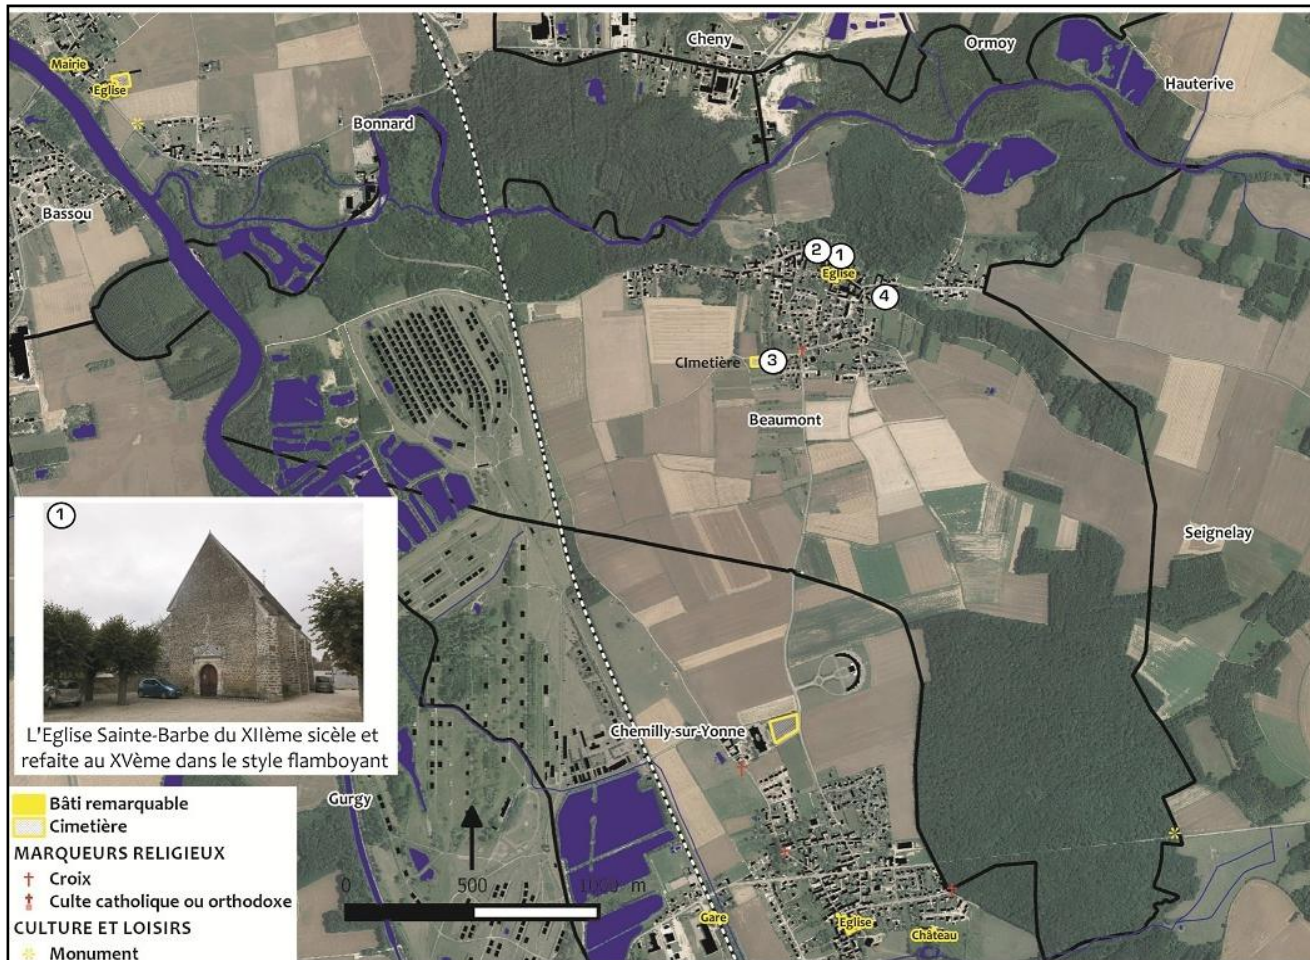 Cheny
Ormoy
Mairie
Eglise
Hauterive
Bonnard
Bassou
2
1
Eglise
4
CImetière
3
Beaumont
Seignelay
1
L'Eglise Sainte-Barbe du XIIème sicèle et
refaite au XVème dans le style flamboyant
Chemilly-sur-Yonne
Gurgy
Bâti remarquable
Cimetière
MARQUEURS RELIGIEUX
Croix
Culte catholique ou orthodoxe
CULTURE ET LOISIRS
Monument
0 500 1000 m
Gare
Eglise
Château